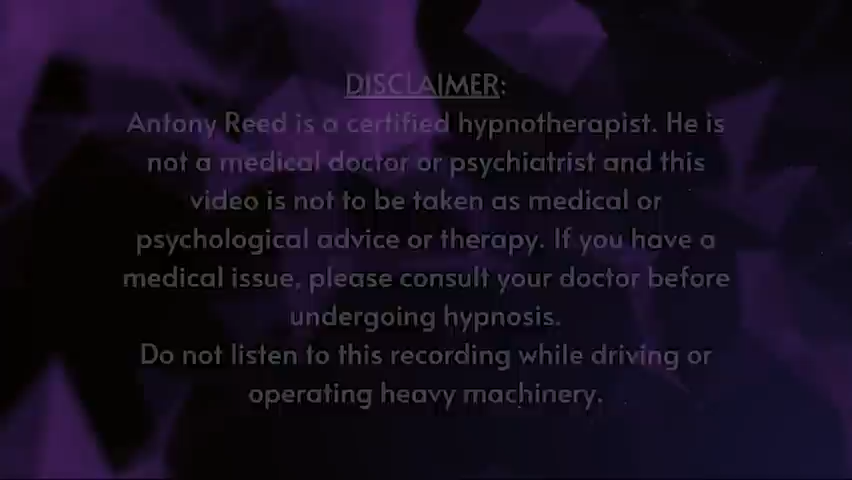 DISCLAIMER:
Antony Reed is a certified hypnotherapist. He is
not a medical doctor or psychiatrist and this
video is not to be taken as medical or
psychological advice or therapy. If you have a
medical issue, please consult your doctor before
undergoing hypnosis.
Do not listen to this recording while driving or
operating heavy machinery.